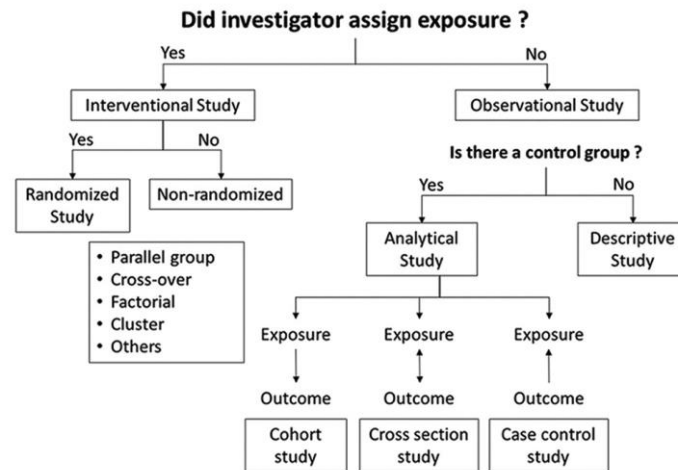 Did investigator assign exposure ?
Yes
No
Interventional Study
Observational Study
Yes
No
Is there a control group ?
Randomized
Study
Non-randomized
Yes
No
Analytical
Study
Descriptive
Study
• Parallel group
• Cross-over
• Factorial
• Cluster
• Others
Exposure
Exposure
Exposure
Outcome
Outcome
Outcome
Cohort
study
Cross section
study
Case control
study